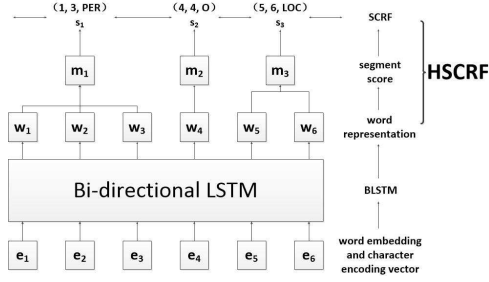 (1, 3, PER) (4, 4, O) (5, 6, LOC) SCRF
s1 s2 s3
m1 m2 m3 segment score
HSCRF
w1 w2 w3 w4 w5 w6 word representation
Bi-directional LSTM BLSTM
e1 e2 e3 e4 e5 e6 word embedding
and character
encoding vector